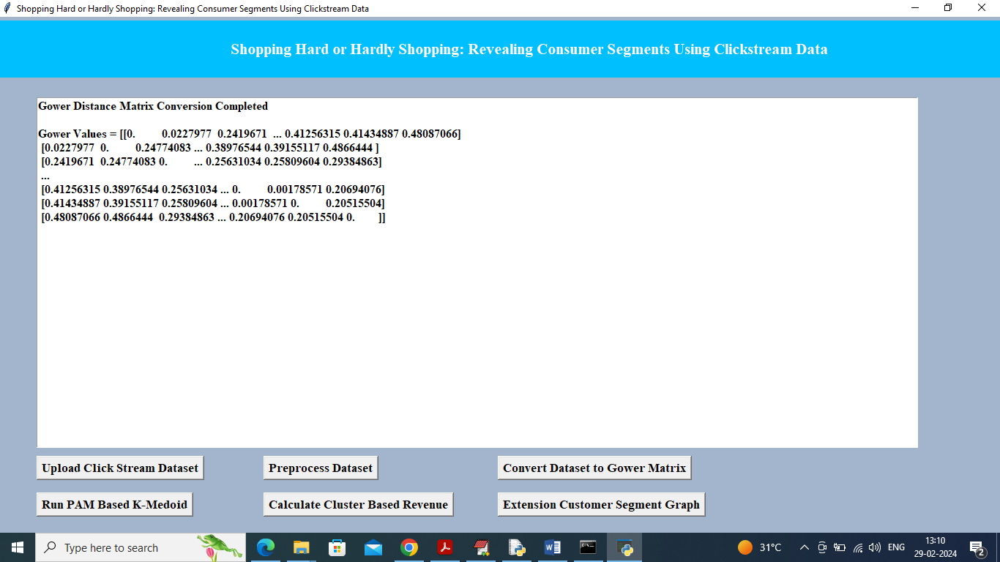 Shopping Hard or Hardly Shopping: Revealing Consumer Segments Using Clickstream Data
Shopping Hard or Hardly Shopping: Revealing Consumer Segments Using Clickstream Data
Gower Distance Matrix Conversion Completed
Gower Values = [[0.         0.0227977  0.2419671  ... 0.41256315 0.41434887 0.48087066]
[0.0227977  0.         0.24774083 ... 0.38976544 0.39155117 0.4866444 ]
[0.2419671  0.24774083 0.         ... 0.25631034 0.25809604 0.29384863]
...
[0.41256315 0.38976544 0.25631034 ... 0.         0.00178571 0.20694076]
[0.41434887 0.39155117 0.25809604 ... 0.00178571 0.         0.20515504]
[0.48087066 0.4866444  0.29384863 ... 0.20694076 0.20515504 0.        ]]
Upload Click Stream Dataset
Preprocess Dataset
Convert Dataset to Gower Matrix
Run PAM Based K-Medoid
Calculate Cluster Based Revenue
Extension Customer Segment Graph
Type here to search
31°C
ENG
13:10
29-02-2024
2